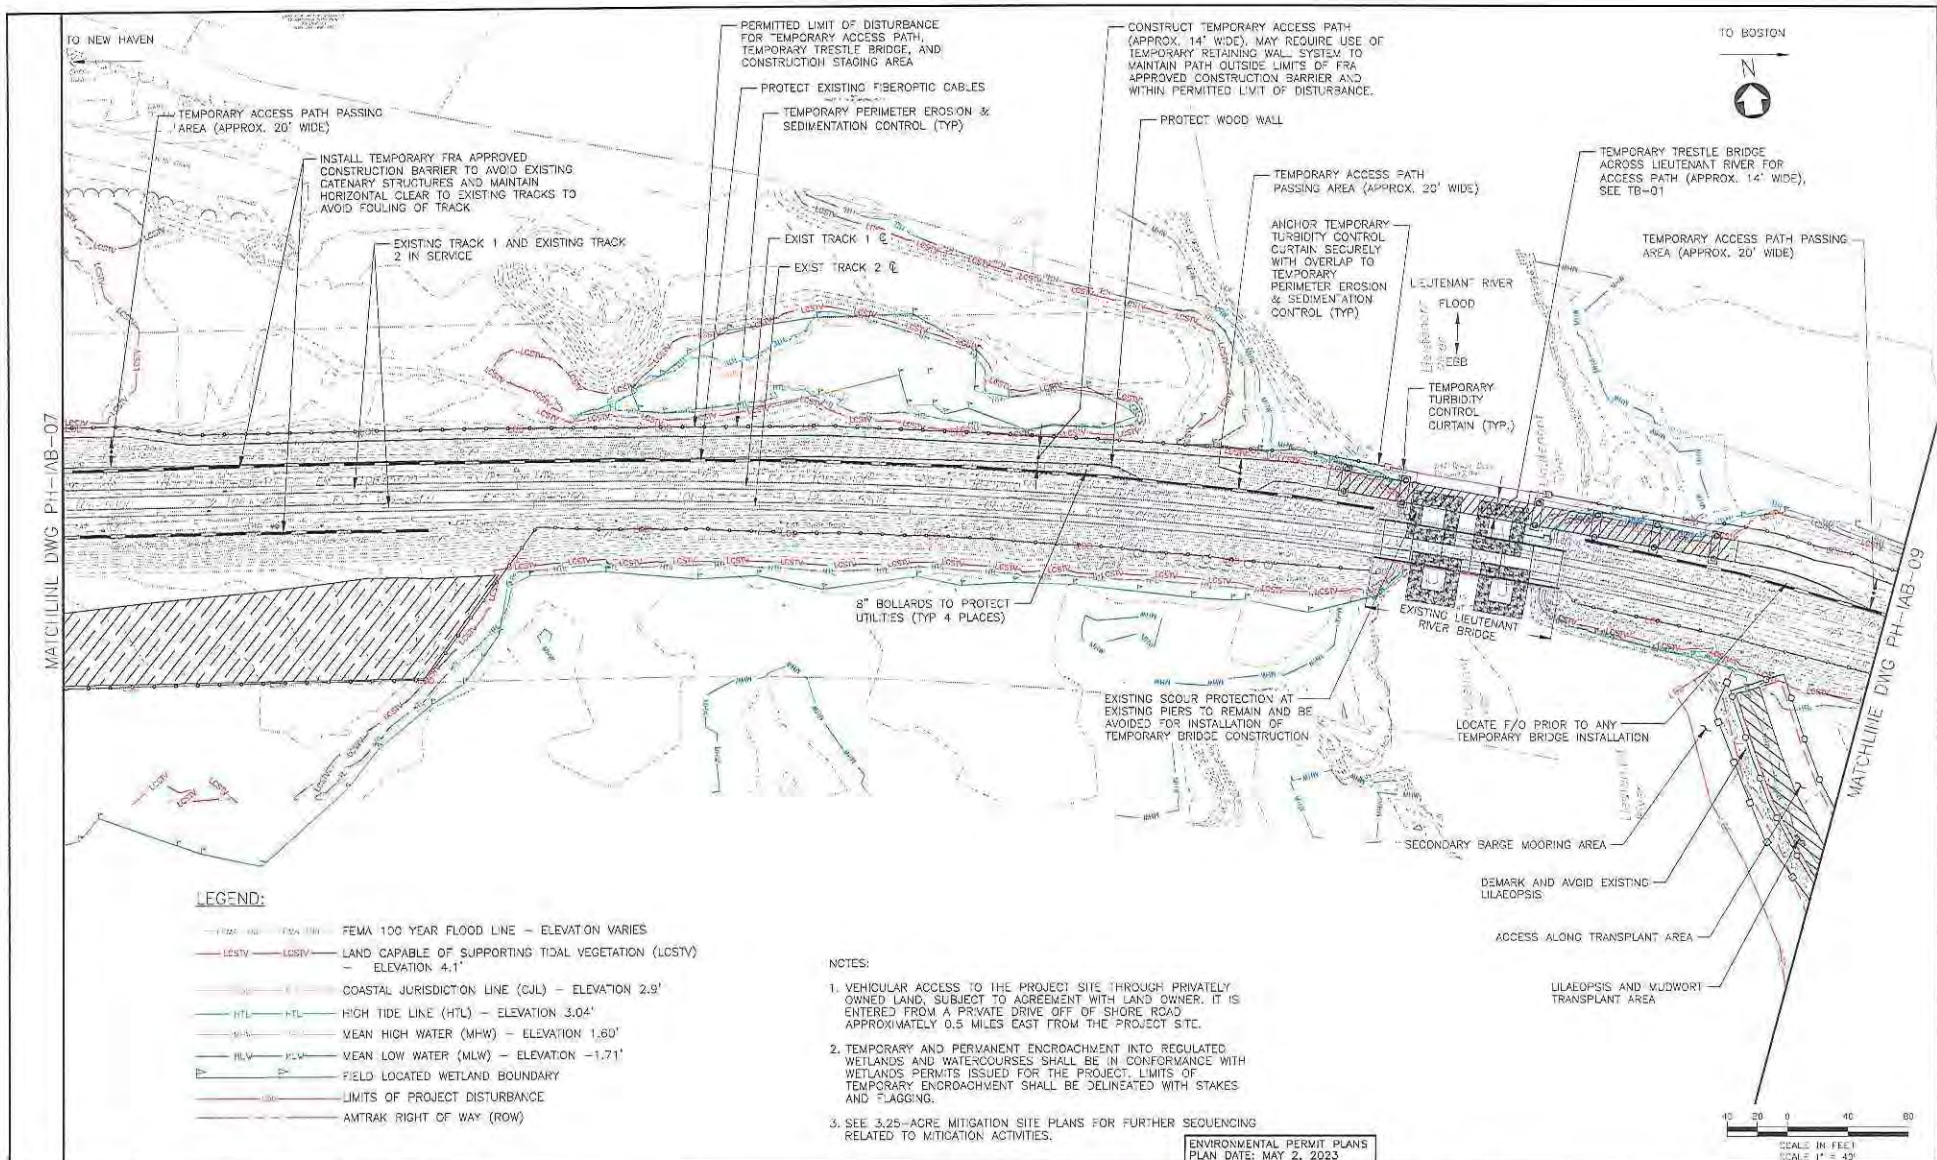 TO NEW HAVEN
PERMITTED LIMIT OF DISTURBANCE
FOR TEMPORARY ACCESS PATH,
TEMPORARY TRESTLE BRIDGE, AND
CONSTRUCTION STAGING AREA
CONSTRUCT TEMPORARY ACCESS PATH
(APPROX. 14' WIDE). MAY REQUIRE USE OF
TEMPORARY RETAINING WALL SYSTEM TO
MAINTAIN PATH OUTSIDE LIMITS OF FRA
APPROVED CONSTRUCTION BARRIER AND
WITHIN PERMITTED LIMIT OF DISTURBANCE.
TO BOSTON
N
PROTECT EXISTING FIBEROPTIC CABLES
TEMPORARY ACCESS PATH PASSING
AREA (APPROX. 20' WIDE)
TEMPORARY PERIMETER EROSION &
SEDIMENTATION CONTROL (TYP)
PROTECT WOOD WALL
INSTALL TEMPORARY FRA APPROVED
CONSTRUCTION BARRIER TO AVOID EXISTING
CATENARY STRUCTURES AND MAINTAIN
HORIZONTAL CLEAR TO EXISTING TRACKS TO
AVOID FOULING OF TRACK
TEMPORARY ACCESS PATH
PASSING AREA (APPROX. 20' WIDE)
TEMPORARY TRESTLE BRIDGE
ACROSS LIEUTENANT RIVER FOR
ACCESS PATH (APPROX. 14' WIDE),
SEE TB-01
EXISTING TRACK 1 AND EXISTING TRACK
2 IN SERVICE
EXIST TRACK 1 ℄
EXIST TRACK 2 ℄
ANCHOR TEMPORARY
TURBIDITY CONTROL
CURTAIN SECURELY
WITH OVERLAP TO
TEMPORARY
PERIMETER EROSION
& SEDIMENTATION
CONTROL (TYP)
LIEUTENANT RIVER
FLOOD
EBB
TEMPORARY ACCESS PATH PASSING
AREA (APPROX. 20' WIDE)
TEMPORARY
TURBIDITY
CONTROL
CURTAIN (TYP.)
MATCHLINE DWG PH-IAB-07
MATCHLINE DWG PH-IAB-09
8" BOLLARDS TO PROTECT
UTILITIES (TYP 4 PLACES)
EXISTING LIEUTENANT
RIVER BRIDGE
EXISTING SCOUR PROTECTION AT
EXISTING PIERS TO REMAIN AND BE
AVOIDED FOR INSTALLATION OF
TEMPORARY BRIDGE CONSTRUCTION
LOCATE F/O PRIOR TO ANY
TEMPORARY BRIDGE INSTALLATION
SECONDARY BARGE MOORING AREA
DEMARK AND AVOID EXISTING
LILAEOPSIS
ACCESS ALONG TRANSPLANT AREA
LILAEOPSIS AND MUDWORT
TRANSPLANT AREA
LEGEND:
FEMA 100 YEAR FLOOD LINE - ELEVATION VARIES
LCSTV LCSTV LAND CAPABLE OF SUPPORTING TIDAL VEGETATION (LCSTV)
- ELEVATION 4.1'
COASTAL JURISDICTION LINE (CJL) - ELEVATION 2.9'
HTL HTL HIGH TIDE LINE (HTL) - ELEVATION 3.04'
MHW MEAN HIGH WATER (MHW) - ELEVATION 1.60'
MLW MLW MEAN LOW WATER (MLW) - ELEVATION -1.71'
FIELD LOCATED WETLAND BOUNDARY
LOD LIMITS OF PROJECT DISTURBANCE
AMTRAK RIGHT OF WAY (ROW)
NOTES:
1. VEHICULAR ACCESS TO THE PROJECT SITE THROUGH PRIVATELY
OWNED LAND, SUBJECT TO AGREEMENT WITH LAND OWNER. IT IS
ENTERED FROM A PRIVATE DRIVE OFF OF SHORE ROAD
APPROXIMATELY 0.5 MILES EAST FROM THE PROJECT SITE.
2. TEMPORARY AND PERMANENT ENCROACHMENT INTO REGULATED
WETLANDS AND WATERCOURSES SHALL BE IN CONFORMANCE WITH
WETLANDS PERMITS ISSUED FOR THE PROJECT. LIMITS OF
TEMPORARY ENCROACHMENT SHALL BE DELINEATED WITH STAKES
AND FLAGGING.
3. SEE 3.25-ACRE MITIGATION SITE PLANS FOR FURTHER SEQUENCING
RELATED TO MITIGATION ACTIVITIES.
ENVIRONMENTAL PERMIT PLANS
PLAN DATE: MAY 2, 2023
40 20 0 40 80
SCALE IN FEET
SCALE 1" = 40'